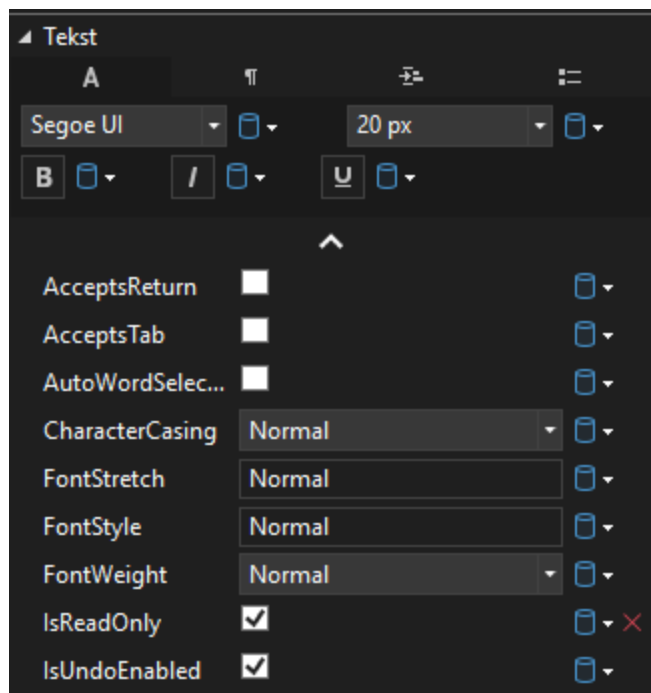 Tekst
A ¶
Segoe UI 20 px
B I U
AcceptsReturn
AcceptsTab
AutoWordSelec...
CharacterCasing Normal
FontStretch Normal
FontStyle Normal
FontWeight Normal
IsReadOnly
IsUndoEnabled